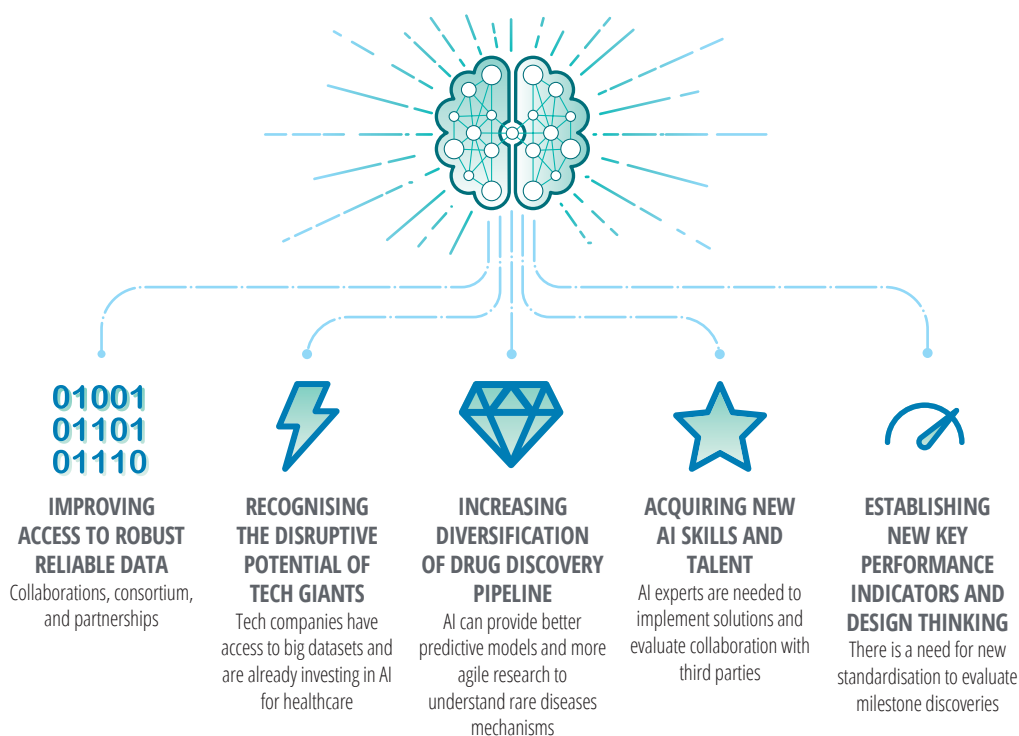 01001
01101
01110
IMPROVING
ACCESS TO ROBUST
RELIABLE DATA
Collaborations, consortium,
and partnerships
RECOGNISING
THE DISRUPTIVE
POTENTIAL OF
TECH GIANTS
Tech companies have
access to big datasets and
are already investing in AI
for healthcare
INCREASING
DIVERSIFICATION
OF DRUG DISCOVERY
PIPELINE
AI can provide better
predictive models and more
agile research to
understand rare diseases
mechanisms
ACQUIRING NEW
AI SKILLS AND
TALENT
AI experts are needed to
implement solutions and
evaluate collaboration with
third parties
ESTABLISHING
NEW KEY
PERFORMANCE
INDICATORS AND
DESIGN THINKING
There is a need for new
standardisation to evaluate
milestone discoveries